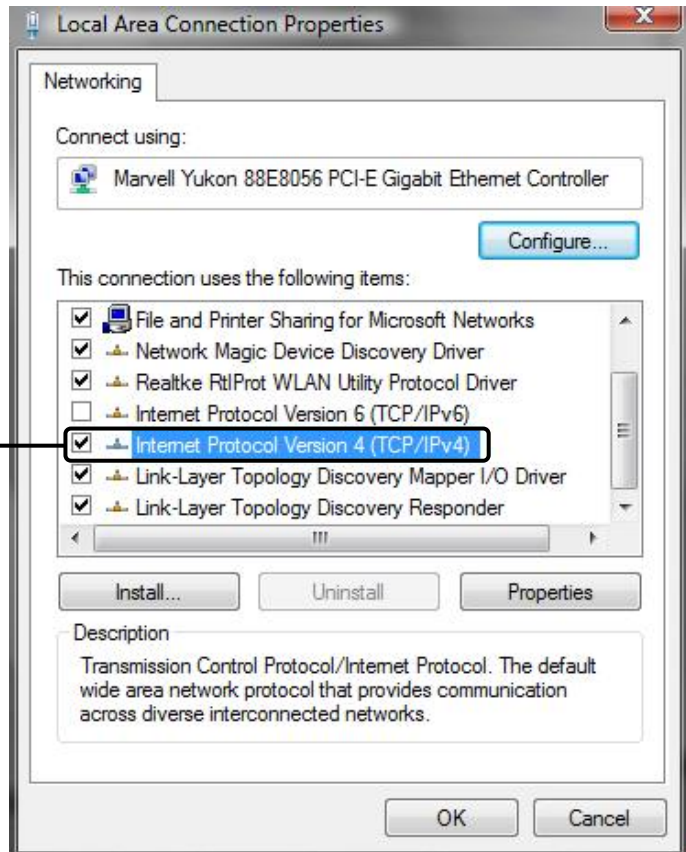 Local Area Connection Properties
Networking
Connect using:
Marvell Yukon 88E8056 PCI-E Gigabit Ethernet Controller
Configure...
This connection uses the following items:
File and Printer Sharing for Microsoft Networks
Network Magic Device Discovery Driver
Realtke RtlProt WLAN Utility Protocol Driver
Internet Protocol Version 6 (TCP/IPv6)
Internet Protocol Version 4 (TCP/IPv4)
Link-Layer Topology Discovery Mapper I/O Driver
Link-Layer Topology Discovery Responder
Install... Uninstall Properties
Description
Transmission Control Protocol/Internet Protocol. The default
wide area network protocol that provides communication
across diverse interconnected networks.
OK Cancel